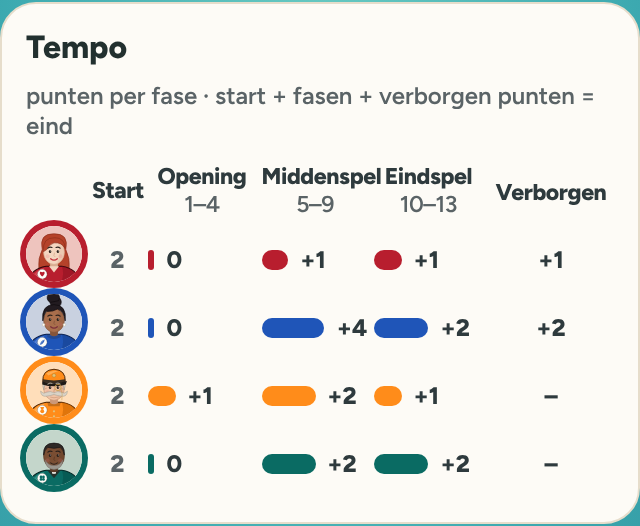 Tempo
punten per fase · start + fasen + verborgen punten =
eind
Start Opening Middenspel Eindspel Verborgen
1–4 5–9 10–13
2 0 +1 +1 +1
2 0 +4 +2 +2
2 +1 +2 +1 –
2 0 +2 +2 –